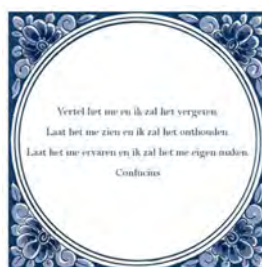 Vertel het me en ik zal het vergeten.
Laat het me zien en ik zal het onthouden.
Laat het me ervaren en ik zal het me eigen maken.
Confucius